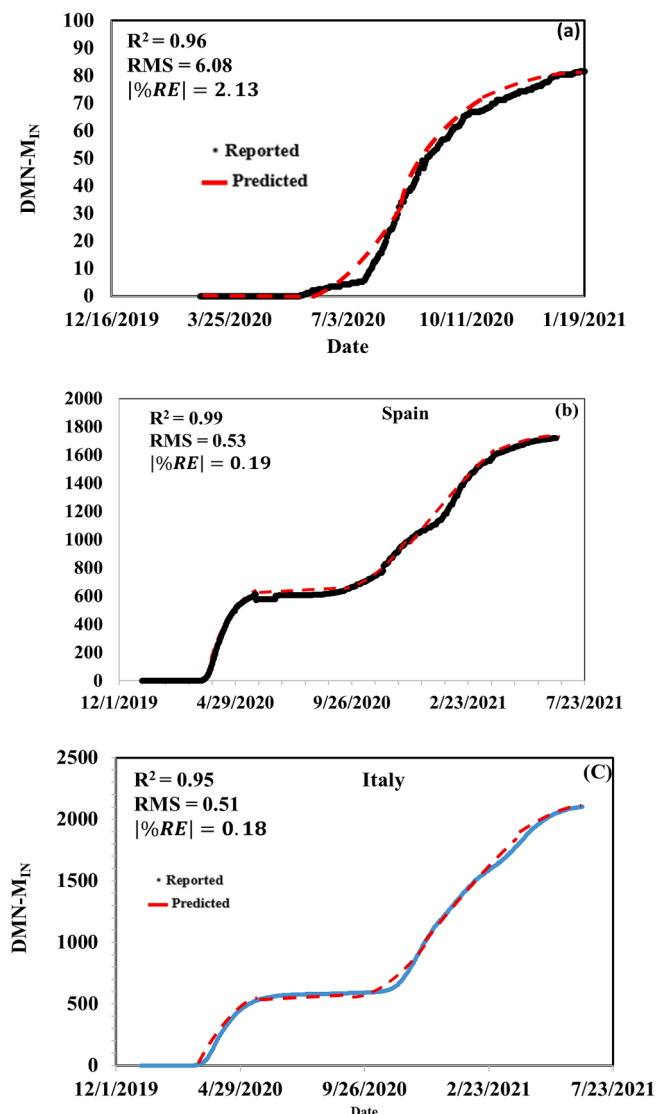 (a)
R² = 0.96
RMS = 6.08
|%RE| = 2.13
Reported
Predicted
DMN-M_IN
100
90
80
70
60
50
40
30
20
10
0
12/16/2019 3/25/2020 7/3/2020 10/11/2020 1/19/2021
Date
(b)
Spain
R² = 0.99
RMS = 0.53
|%RE| = 0.19
2000
1800
1600
1400
1200
1000
800
600
400
200
0
12/1/2019 4/29/2020 9/26/2020 2/23/2021 7/23/2021
(C)
Italy
R² = 0.95
RMS = 0.51
|%RE| = 0.18
Reported
Predicted
DMN-M_IN
2500
2000
1500
1000
500
0
12/1/2019 4/29/2020 9/26/2020 2/23/2021 7/23/2021
Date